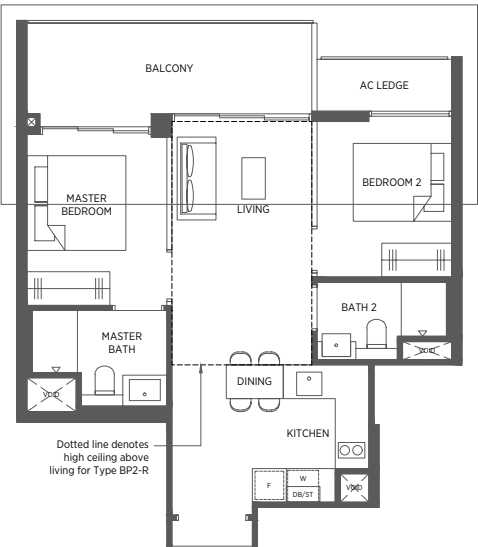 BALCONY
AC LEDGE
MASTER
BEDROOM
LIVING
BEDROOM 2
BATH 2
MASTER
BATH
VOID
VOID
DINING
Dotted line denotes
high ceiling above
living for Type BP2-R
KITCHEN
F
W
DB/ST
VOID